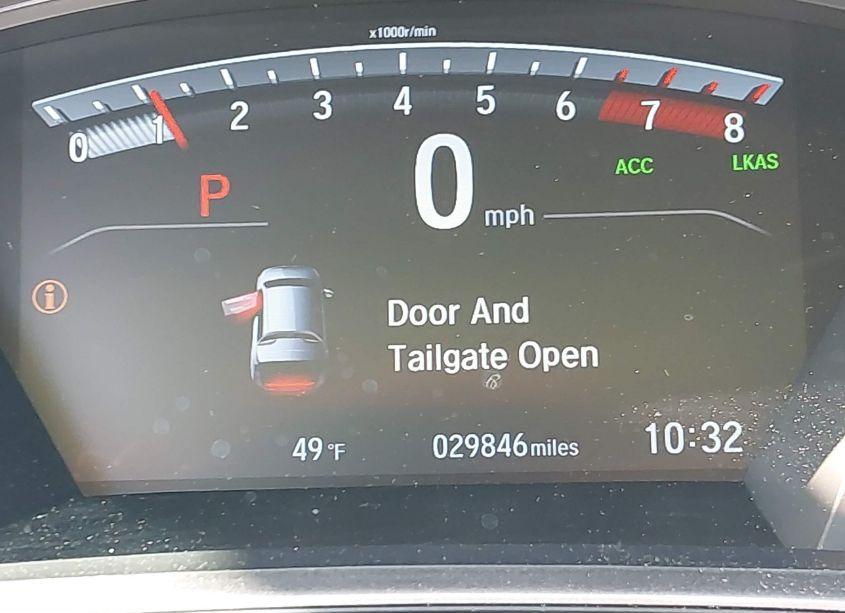 x1000r/min
0 1 2 3 4 5 6 7 8
ACC LKAS
P 0 mph
i
Door And
Tailgate Open
49°F 029846 miles 10:32